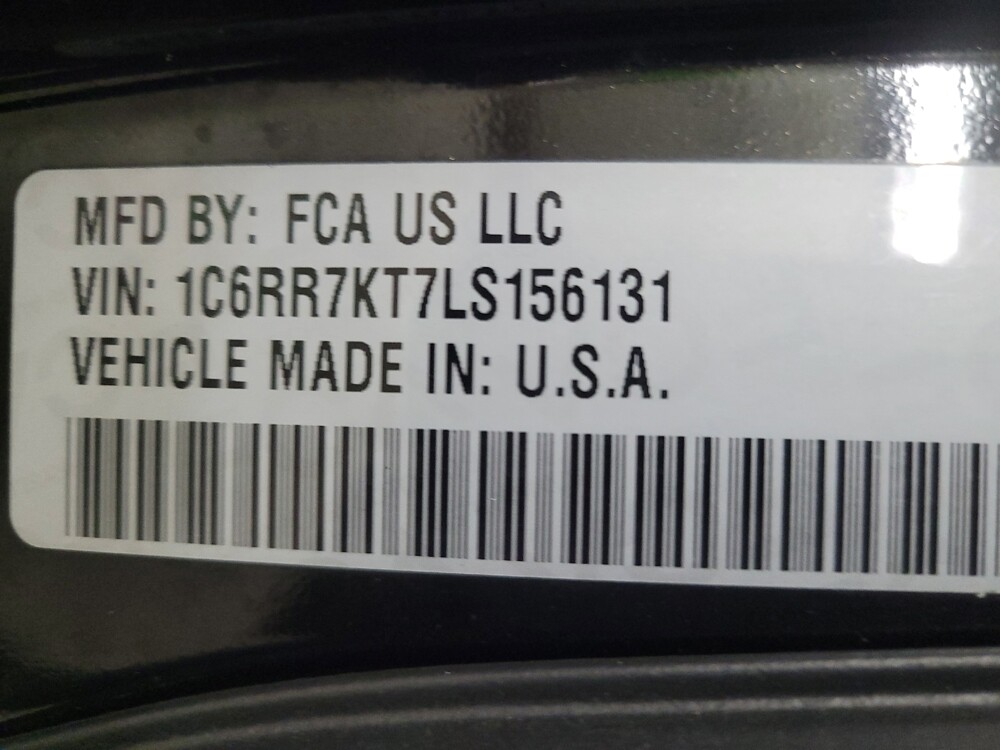 MFD BY: FCA US LLC
VIN: 1C6RR7KT7LS156131
VEHICLE MADE IN: U.S.A.